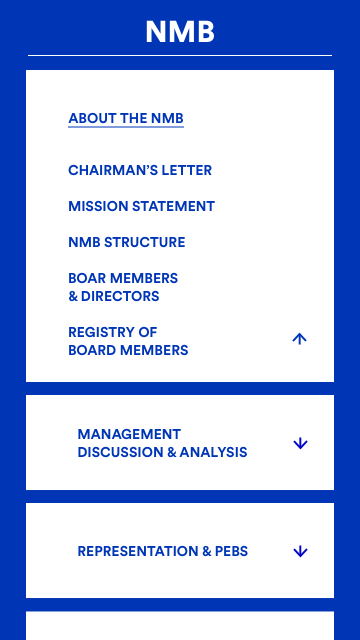 NMB
ABOUT THE NMB
CHAIRMAN’S LETTER
MISSION STATEMENT
NMB STRUCTURE
BOAR MEMBERS
& DIRECTORS
REGISTRY OF
BOARD MEMBERS
MANAGEMENT
DISCUSSION & ANALYSIS
REPRESENTATION & PEBS